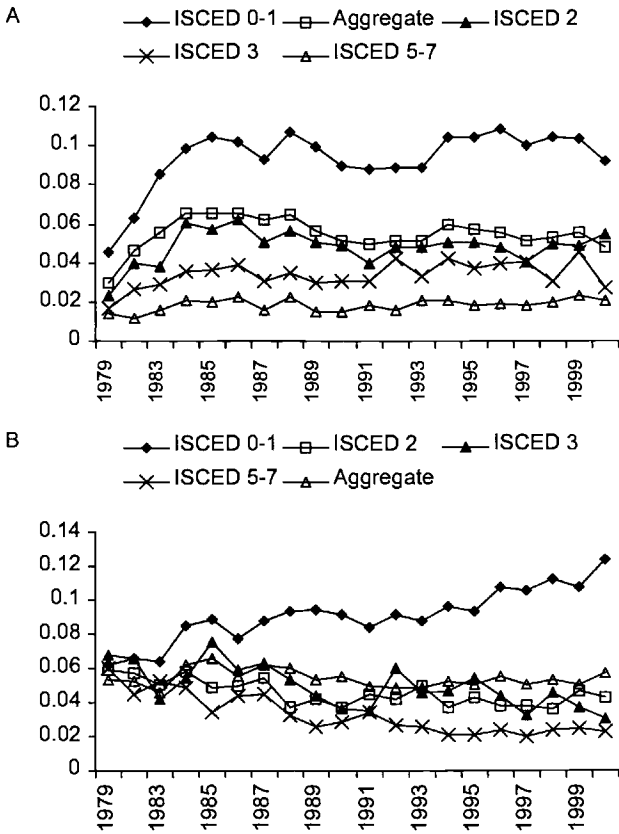 A
ISCED 0-1 Aggregate ISCED 2
ISCED 3 ISCED 5-7
0.12
0.1
0.08
0.06
0.04
0.02
0
1979 1983 1985 1987 1989 1991 1993 1995 1997 1999
B
ISCED 0-1 ISCED 2 ISCED 3
ISCED 5-7 Aggregate
0.14
0.12
0.1
0.08
0.06
0.04
0.02
0
1979 1983 1985 1987 1989 1991 1993 1995 1997 1999